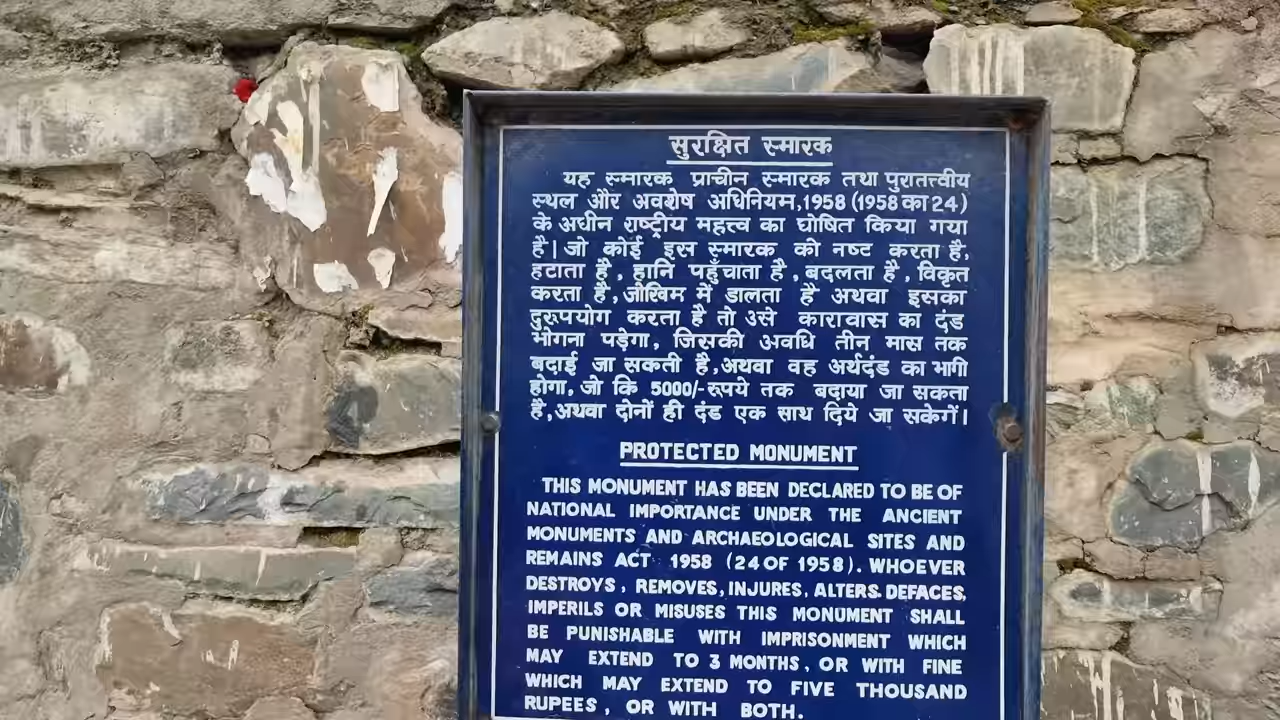 सुरक्षित स्मारक
यह स्मारक प्राचीन स्मारक तथा पुरातत्त्वीय
स्थल और अवशेष अधिनियम,1958 (1958 का 24)
के अधीन राष्ट्रीय महत्त्व का घोषित किया गया
है। जो कोई इस स्मारक को नष्ट करता है,
हटाता है, हानि पहुँचाता है, बदलता है, विकृत
करता है, जोखिम में डालता है अथवा इसका
दुरूपयोग करता है तो उसे कारावास का दंड
भोगना पड़ेगा, जिसकी अवधि तीन मास तक
बढाई जा सकती है,अथवा वह अर्थदंड का भागी
होगा, जो कि 5000/-रूपये तक बढाया जा सकता
है,अथवा दोनों ही दंड एक साथ दिये जा सकेगें।
PROTECTED MONUMENT
THIS MONUMENT HAS BEEN DECLARED TO BE OF
NATIONAL IMPORTANCE UNDER THE ANCIENT
MONUMENTS AND ARCHAEOLOGICAL SITES AND
REMAINS ACT 1958 (24 OF 1958). WHOEVER
DESTROYS, REMOVES, INJURES, ALTERS. DEFACES,
IMPERILS OR MISUSES THIS MONUMENT SHALL
BE PUNISHABLE WITH IMPRISONMENT WHICH
MAY EXTEND TO 3 MONTHS, OR WITH FINE
WHICH MAY EXTEND TO FIVE THOUSAND
RUPEES, OR WITH BOTH.